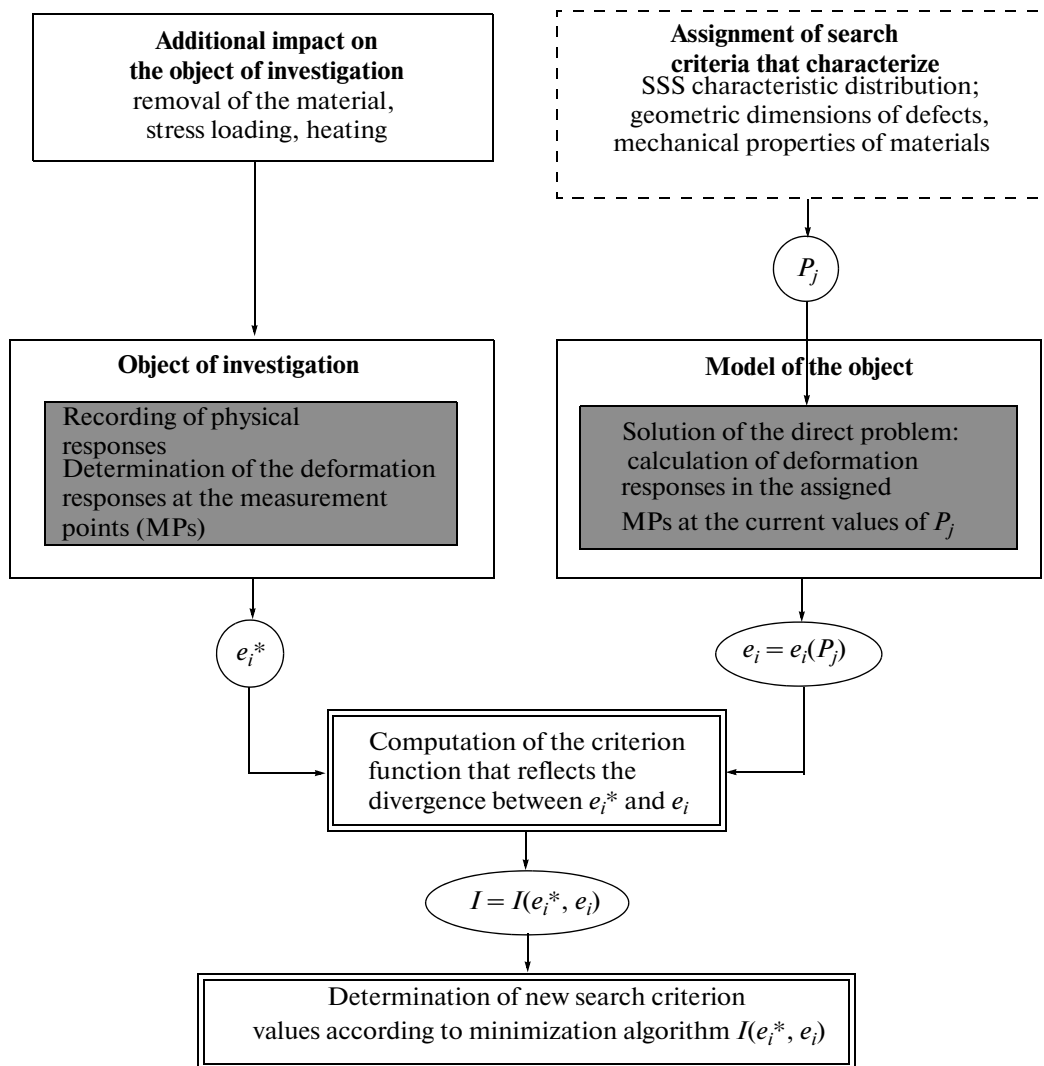 Additional impact on
the object of investigation
removal of the material,
stress loading, heating
Assignment of search
criteria that characterize
SSS characteristic distribution;
geometric dimensions of defects,
mechanical properties of materials
P_j
Object of investigation
Recording of physical
responses
Determination of the deformation
responses at the measurement
points (MPs)
Model of the object
Solution of the direct problem:
calculation of deformation
responses in the assigned
MPs at the current values of P_j
e_i*
e_i = e_i(P_j)
Computation of the criterion
function that reflects the
divergence between e_i* and e_i
I = I(e_i*, e_i)
Determination of new search criterion
values according to minimization algorithm I(e_i*, e_i)